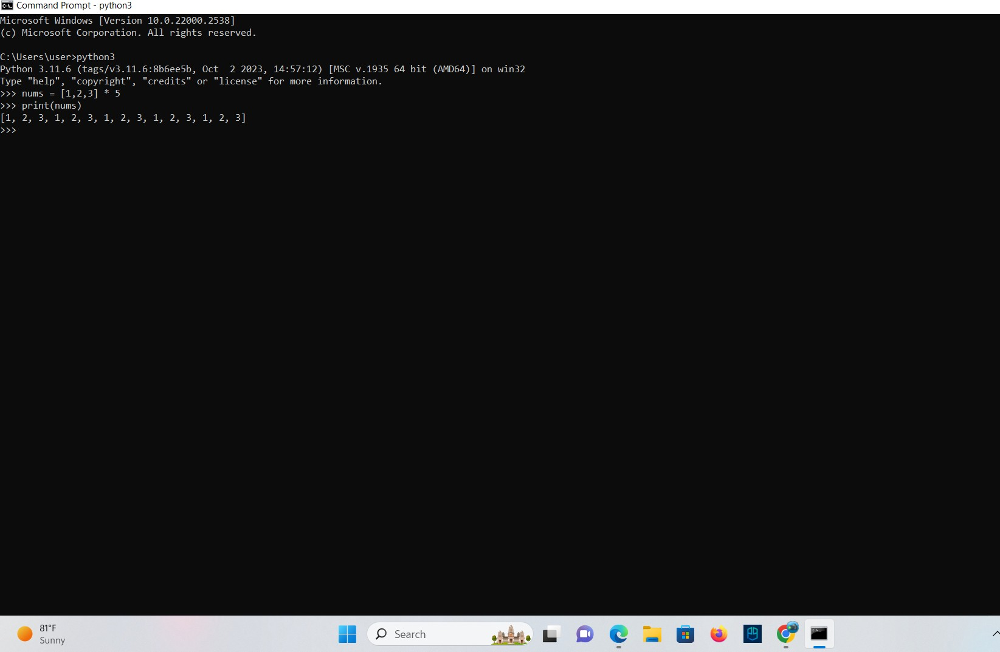 Command Prompt - python3
Microsoft Windows [Version 10.0.22000.2538]
(c) Microsoft Corporation. All rights reserved.
C:\Users\user>python3
Python 3.11.6 (tags/v3.11.6:8b6ee5b, Oct  2 2023, 14:57:12) [MSC v.1935 64 bit (AMD64)] on win32
Type "help", "copyright", "credits" or "license" for more information.
>>> nums = [1,2,3] * 5
>>> print(nums)
[1, 2, 3, 1, 2, 3, 1, 2, 3, 1, 2, 3, 1, 2, 3]
>>>
81°F
Sunny
Search